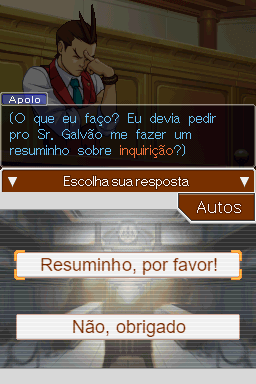 Apolo
(O que eu faço? Eu devia pedir
pro Sr. Galvão me fazer um
resuminho sobre inquirição?)
Escolha sua resposta
Autos
Resuminho, por favor!
Não, obrigado